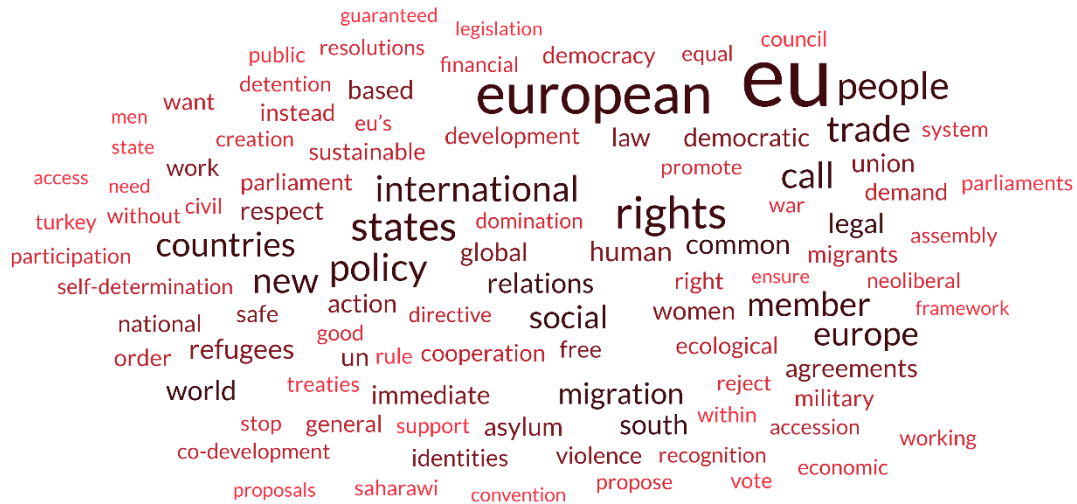 guaranteed legislation
public resolutions financial democracy equal council
detention based european eu people
want instead
men creation eu's development law democratic trade system
state sustainable
access need work parliament international promote call union
demand parliaments
turkey without civil respect states domination rights war legal
participation countries global human common migrants assembly
self-determination new policy relations right ensure neoliberal
national safe action directive social women member framework
good europe
order refugees un rule cooperation free ecological
agreements
world treaties immediate migration reject military
stop general support asylum south within accession working
co-development identities violence recognition
economic
proposals saharawi convention propose vote